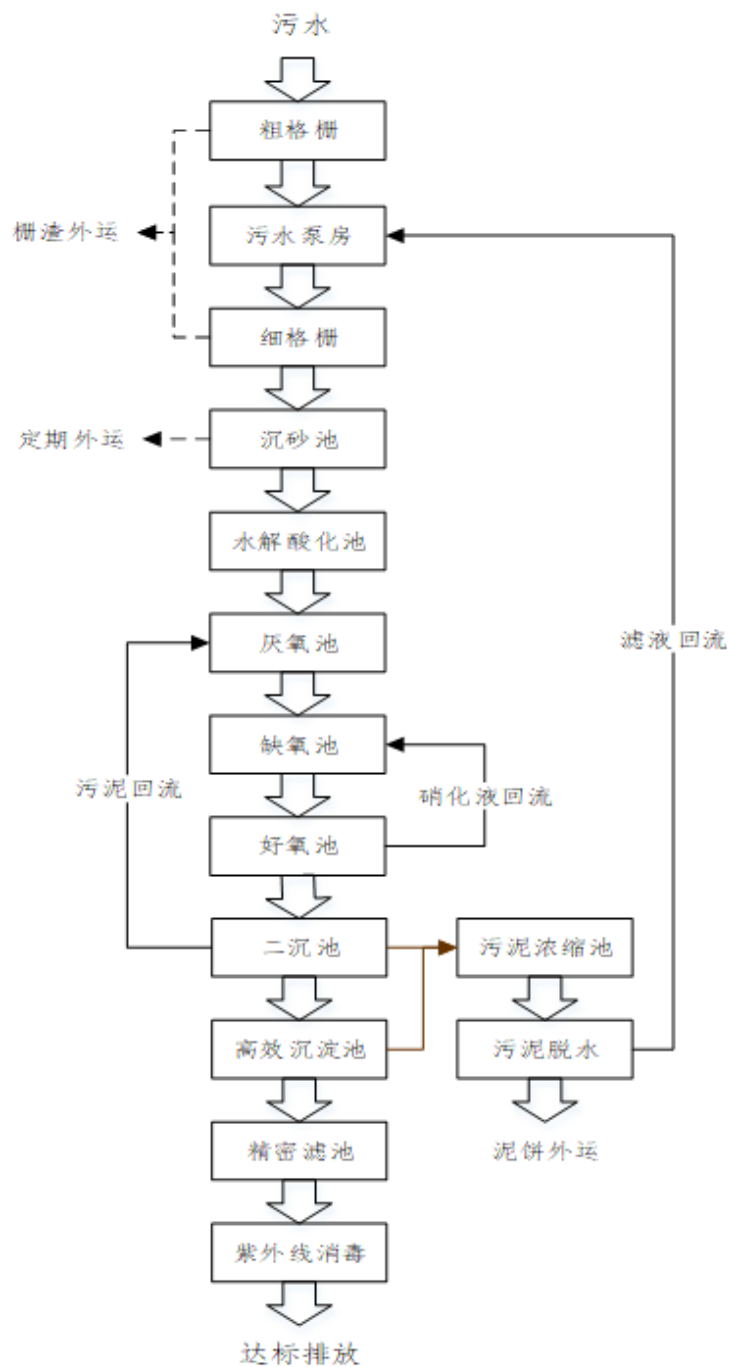 污水
粗格栅
栅渣外运
污水泵房
细格栅
定期外运
沉砂池
水解酸化池
厌氧池
滤液回流
缺氧池
污泥回流
硝化液回流
好氧池
二沉池
污泥浓缩池
高效沉淀池
污泥脱水
精密滤池
泥饼外运
紫外线消毒
达标排放